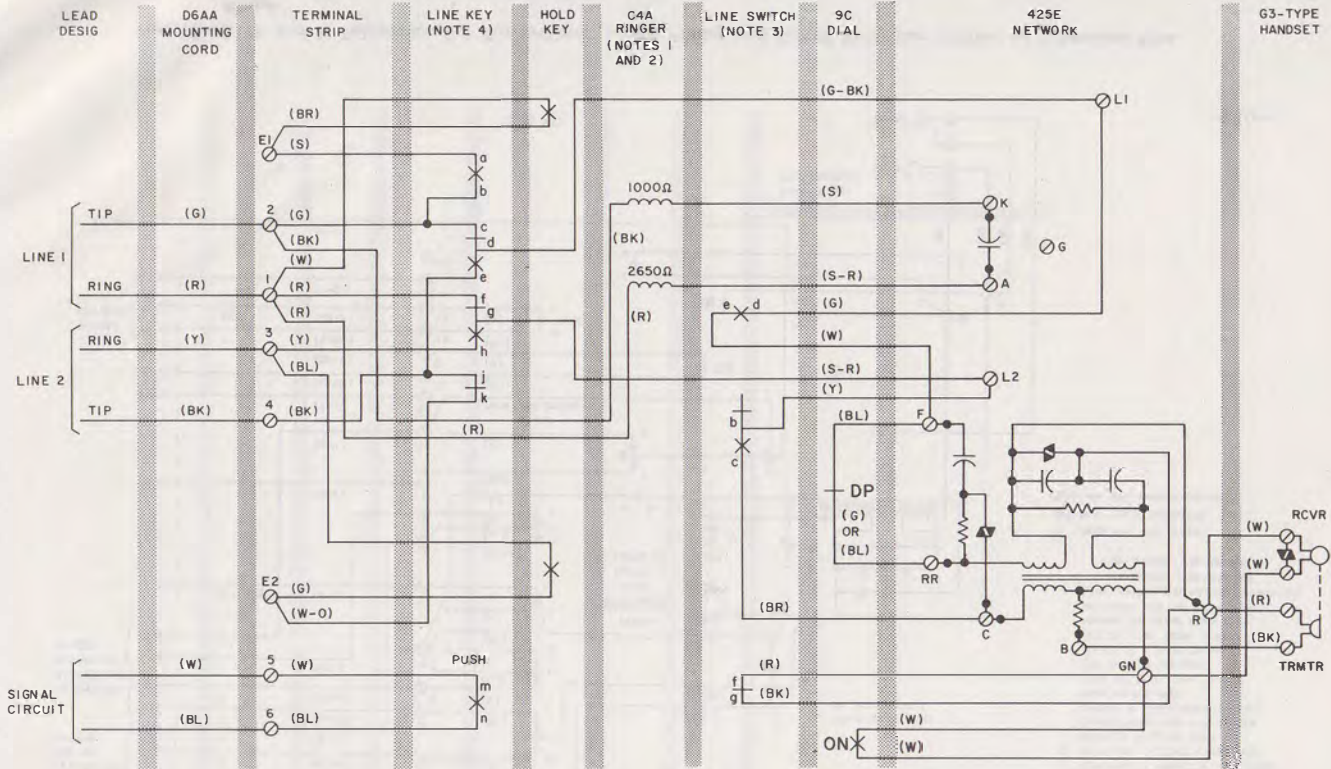 LEAD DESIG
D6AA MOUNTING CORD
TERMINAL STRIP
LINE KEY (NOTE 4)
HOLD KEY
C4A RINGER (NOTES 1 AND 2)
LINE SWITCH (NOTE 3)
9C DIAL
425E NETWORK
G3-TYPE HANDSET
(BR)
(G-BK)
L1
E1
(S)
a
b
1000Ω
(S)
K
TIP
(G)
2
(G)
c
(BK)
d
(BK)
G
LINE 1
(W)
e
2650Ω
(S-R)
A
RING
(R)
1
(R)
f
(R)
g
(R)
e
d
(G)
RING
(Y)
3
(Y)
h
(W)
(BL)
LINE 2
j
k
(S-R)
L2
(Y)
TIP
(BK)
4
(BK)
(R)
b
c
(BL)
F
DP
(G)
OR
(BL)
RR
RCVR
(W)
(W)
E2
(G)
(W-O)
(BR)
C
B
R
(R)
(BK)
TRMTR
GN
SIGNAL CIRCUIT
(W)
5
(W)
PUSH
m
n
(R)
f
g
(BK)
(BL)
6
(BL)
(W)
ON
(W)